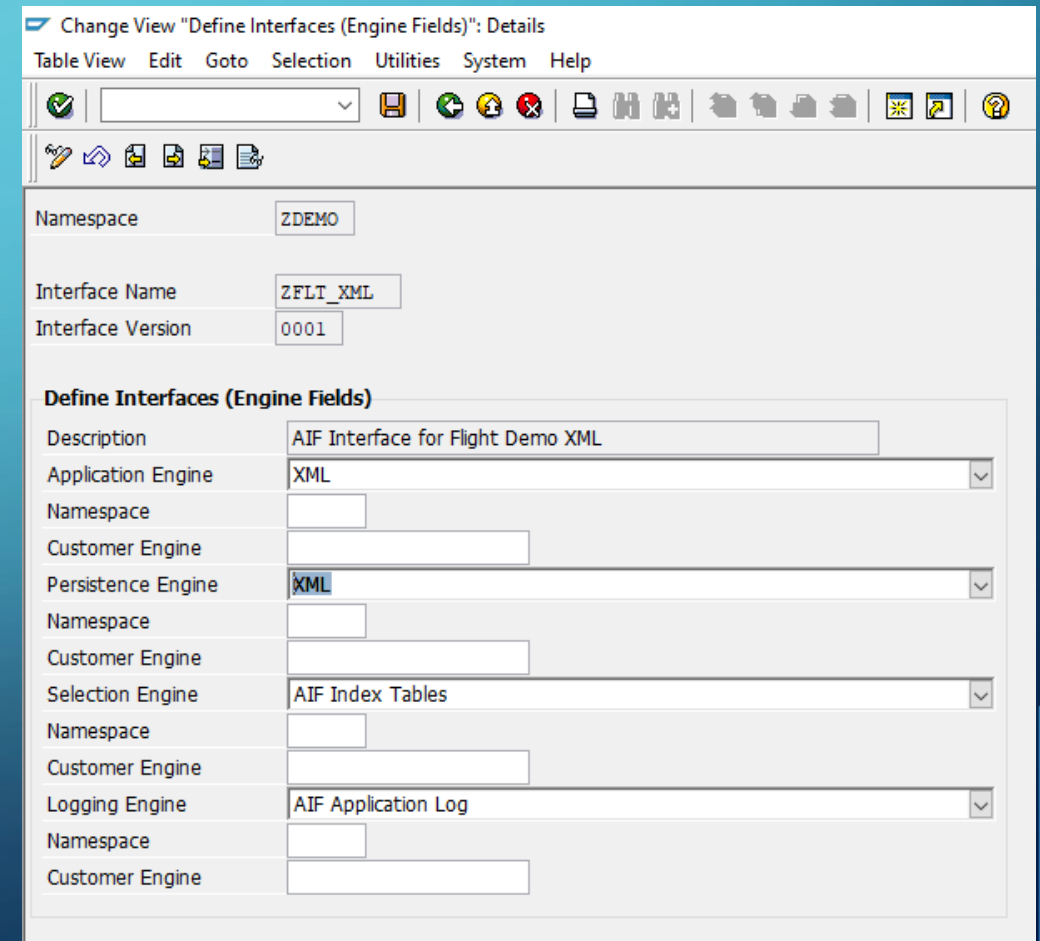 Change View "Define Interfaces (Engine Fields)": Details
Table View Edit Goto Selection Utilities System Help
Namespace ZDEMO
Interface Name ZFLT_XML
Interface Version 0001
Define Interfaces (Engine Fields)
Description AIF Interface for Flight Demo XML
Application Engine XML
Namespace
Customer Engine
Persistence Engine XML
Namespace
Customer Engine
Selection Engine AIF Index Tables
Namespace
Customer Engine
Logging Engine AIF Application Log
Namespace
Customer Engine